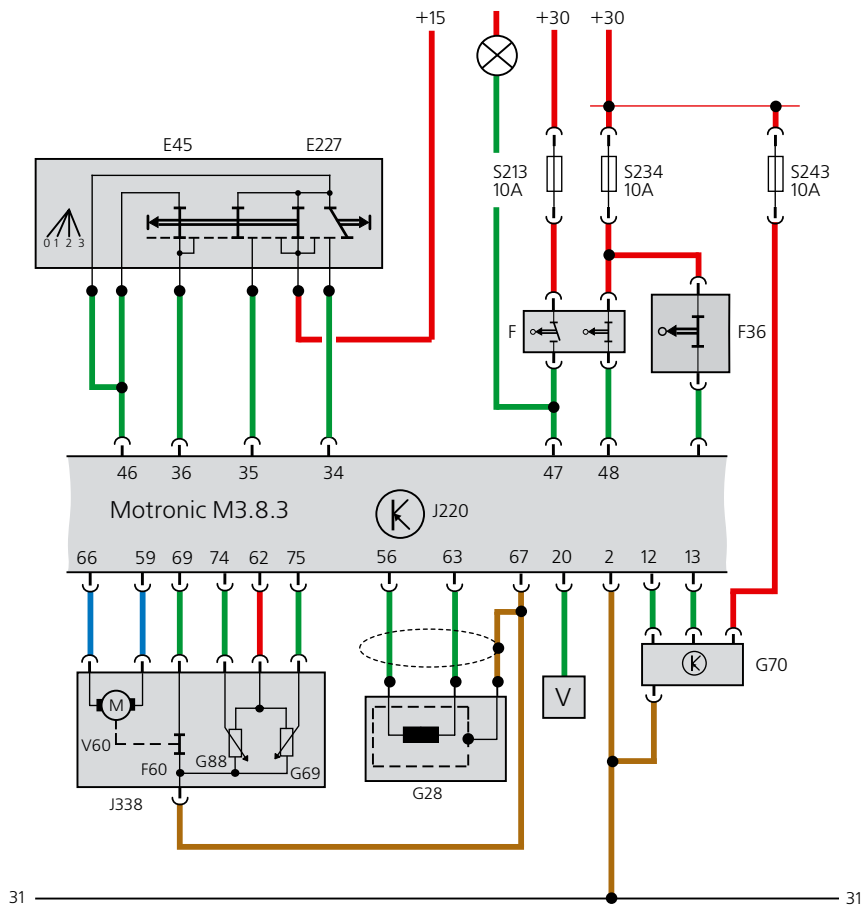 +15
+30
+30
E45
E227
S213
10A
S234
10A
S243
10A
0 1 2 3
F
F36
46
36
35
34
47
48
Motronic M3.8.3
J220
66
59
69
74
62
75
56
63
67
20
2
12
13
M
V60
F60
G88
G69
J338
G28
V
G70
31
31